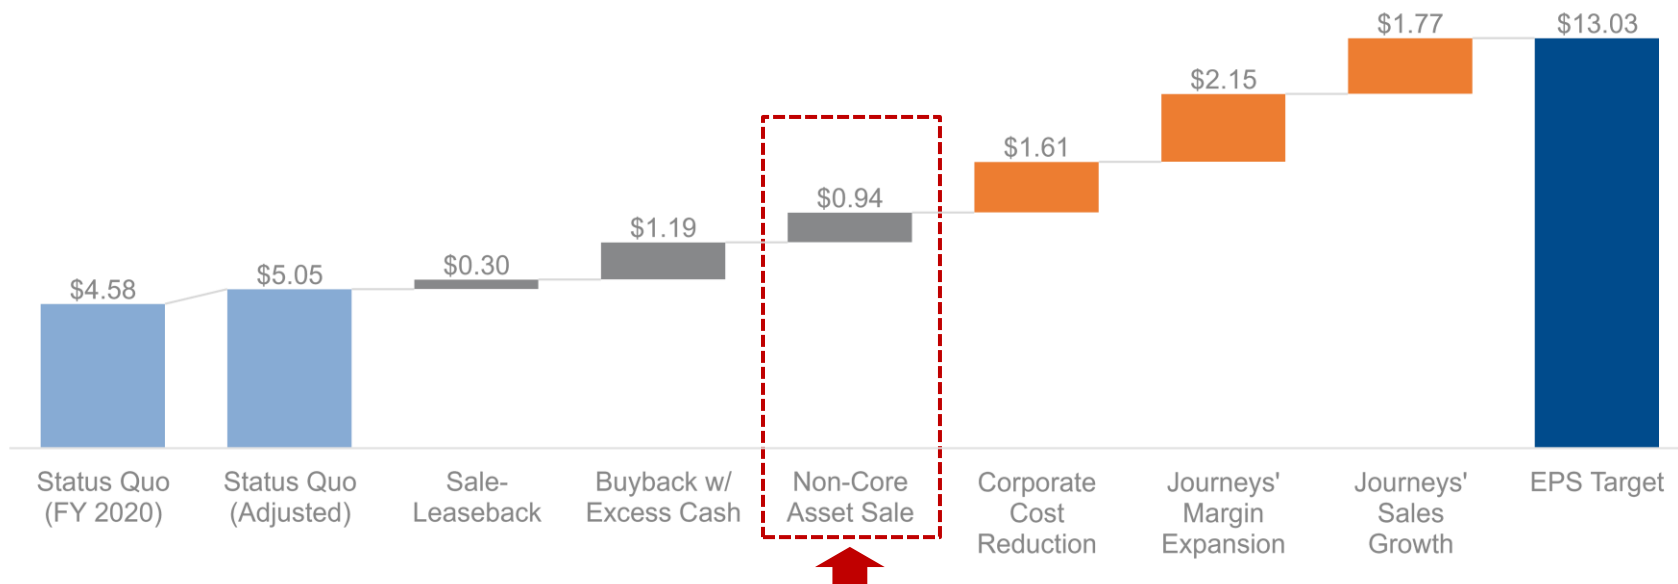 $4.58
$5.05
$0.30
$1.19
$0.94
$1.61
$2.15
$1.77
$13.03
Status Quo
(FY 2020)
Status Quo
(Adjusted)
Sale-
Leaseback
Buyback w/
Excess Cash
Non-Core
Asset Sale
Corporate
Cost
Reduction
Journeys'
Margin
Expansion
Journeys'
Sales
Growth
EPS Target